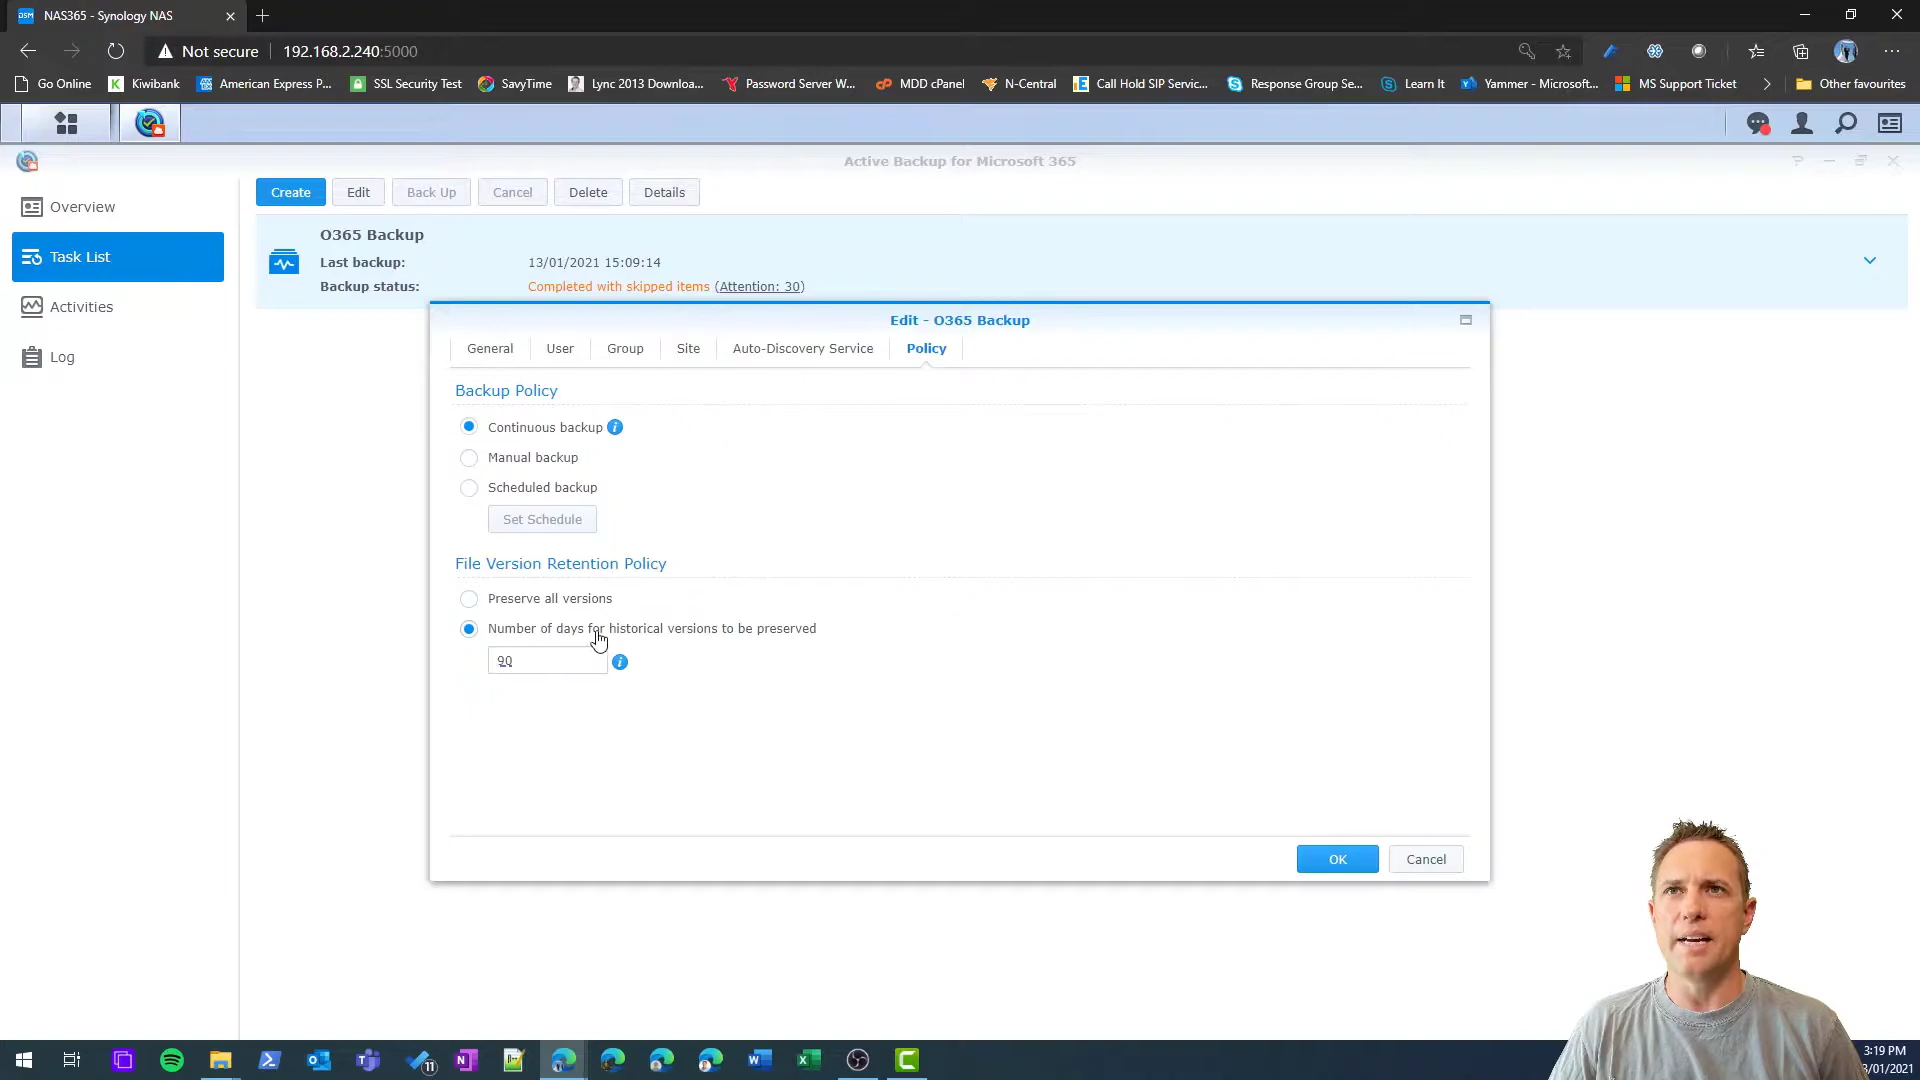 NAS365 - Synology NAS
Not secure 192.168.2.240:5000
Go Online Kiwibank American Express P... SSL Security Test SavyTime Lync 2013 Downloa... Password Server W... MDD cPanel N-Central Call Hold SIP Servic... Response Group Se... Learn It Yammer - Microsoft... MS Support Ticket Other favourites
Active Backup for Microsoft 365
Overview
Task List
Activities
Log
Create Edit Back Up Cancel Delete Details
O365 Backup
Last backup: 13/01/2021 15:09:14
Backup status: Completed with skipped items (Attention: 30)
Edit - O365 Backup
General User Group Site Auto-Discovery Service Policy
Backup Policy
Continuous backup
Manual backup
Scheduled backup
Set Schedule
File Version Retention Policy
Preserve all versions
Number of days for historical versions to be preserved
90
OK Cancel
11
3:19 PM
3/01/2021